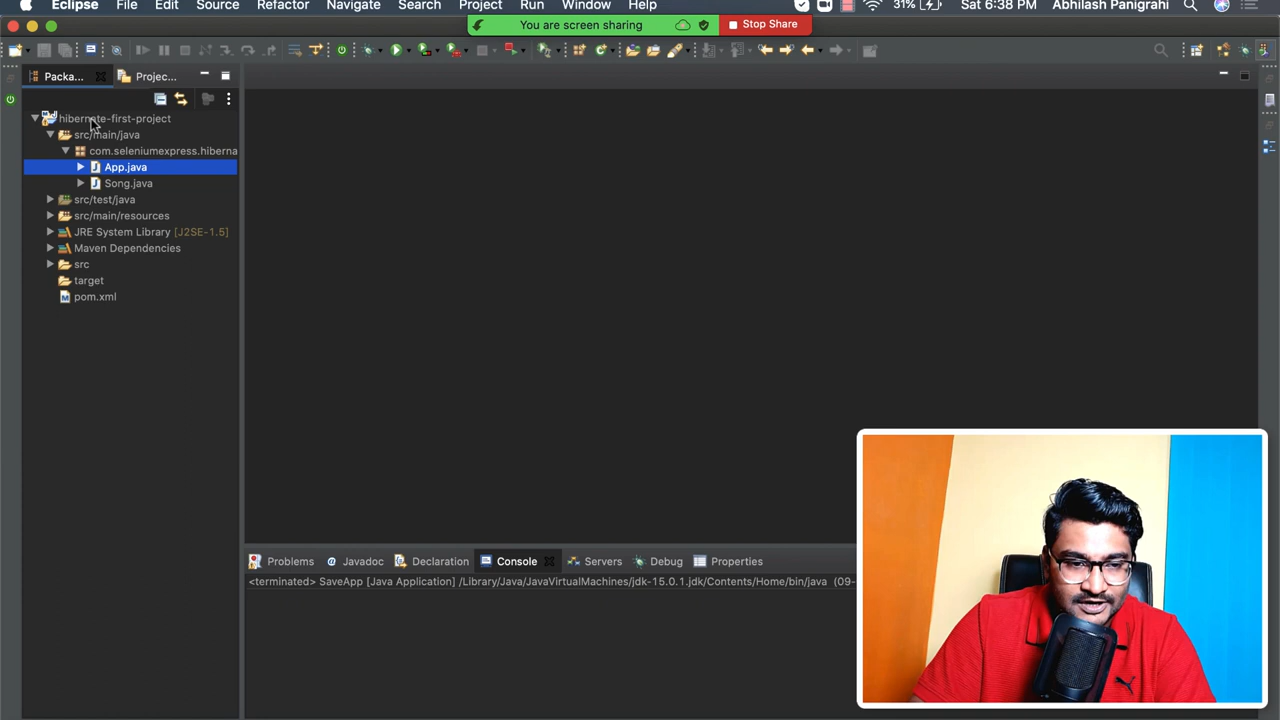 Eclipse File Edit Source Refactor Navigate Search Project Run Window Help 31% Sat 6:38 PM Abhilash Panigrahi
You are screen sharing Stop Share
Packa... Projec...
hibernate-first-project
src/main/java
com.seleniumexpress.hiberna
App.java
Song.java
src/test/java
src/main/resources
JRE System Library [J2SE-1.5]
Maven Dependencies
src
target
pom.xml
Problems Javadoc Declaration Console Servers Debug Properties
<terminated> SaveApp [Java Application] /Library/Java/JavaVirtualMachines/jdk-15.0.1.jdk/Contents/Home/bin/java (09-